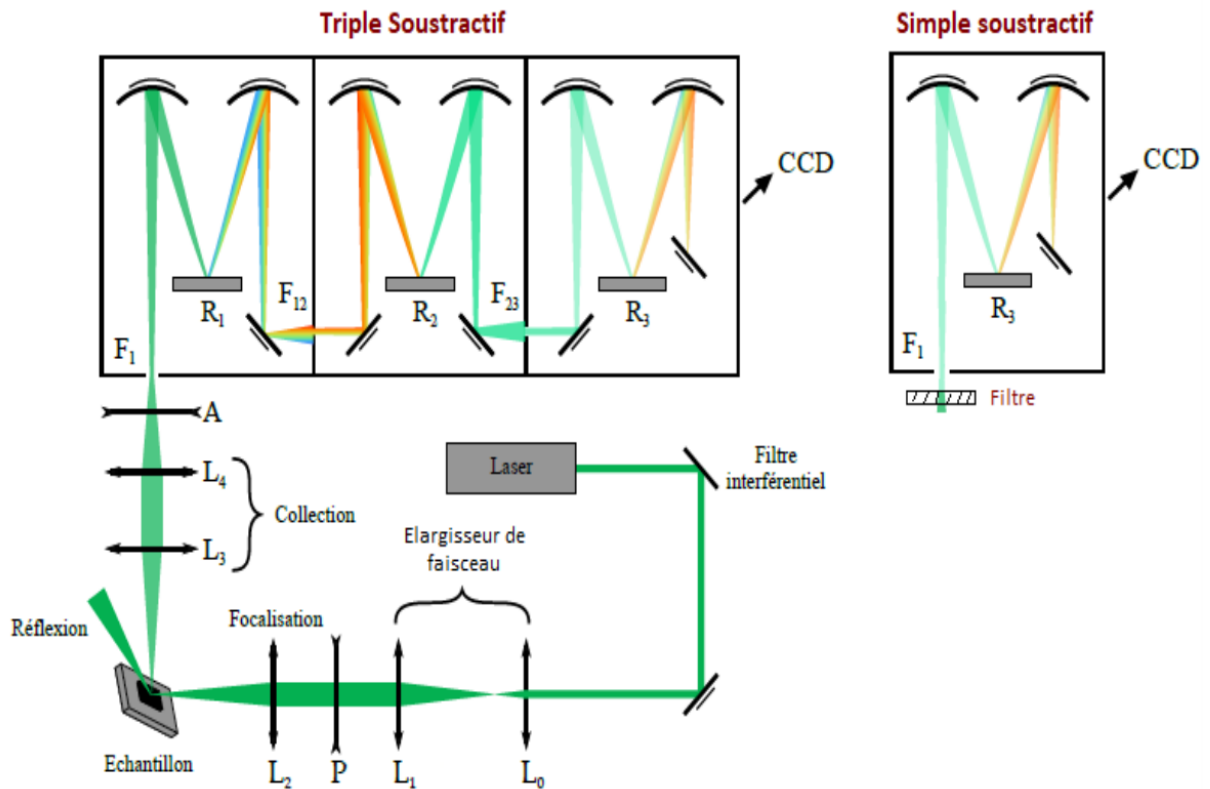 Triple Soustractif
Simple soustractif
CCD
CCD
R₁
F₁₂
R₂
F₂₃
R₃
R₃
F₁
F₁
Filtre
A
L₄
Collection
L₃
Laser
Filtre
interférentiel
Elargisseur de
faisceau
Réflexion
Focalisation
Echantillon
L₂
P
L₁
L₀